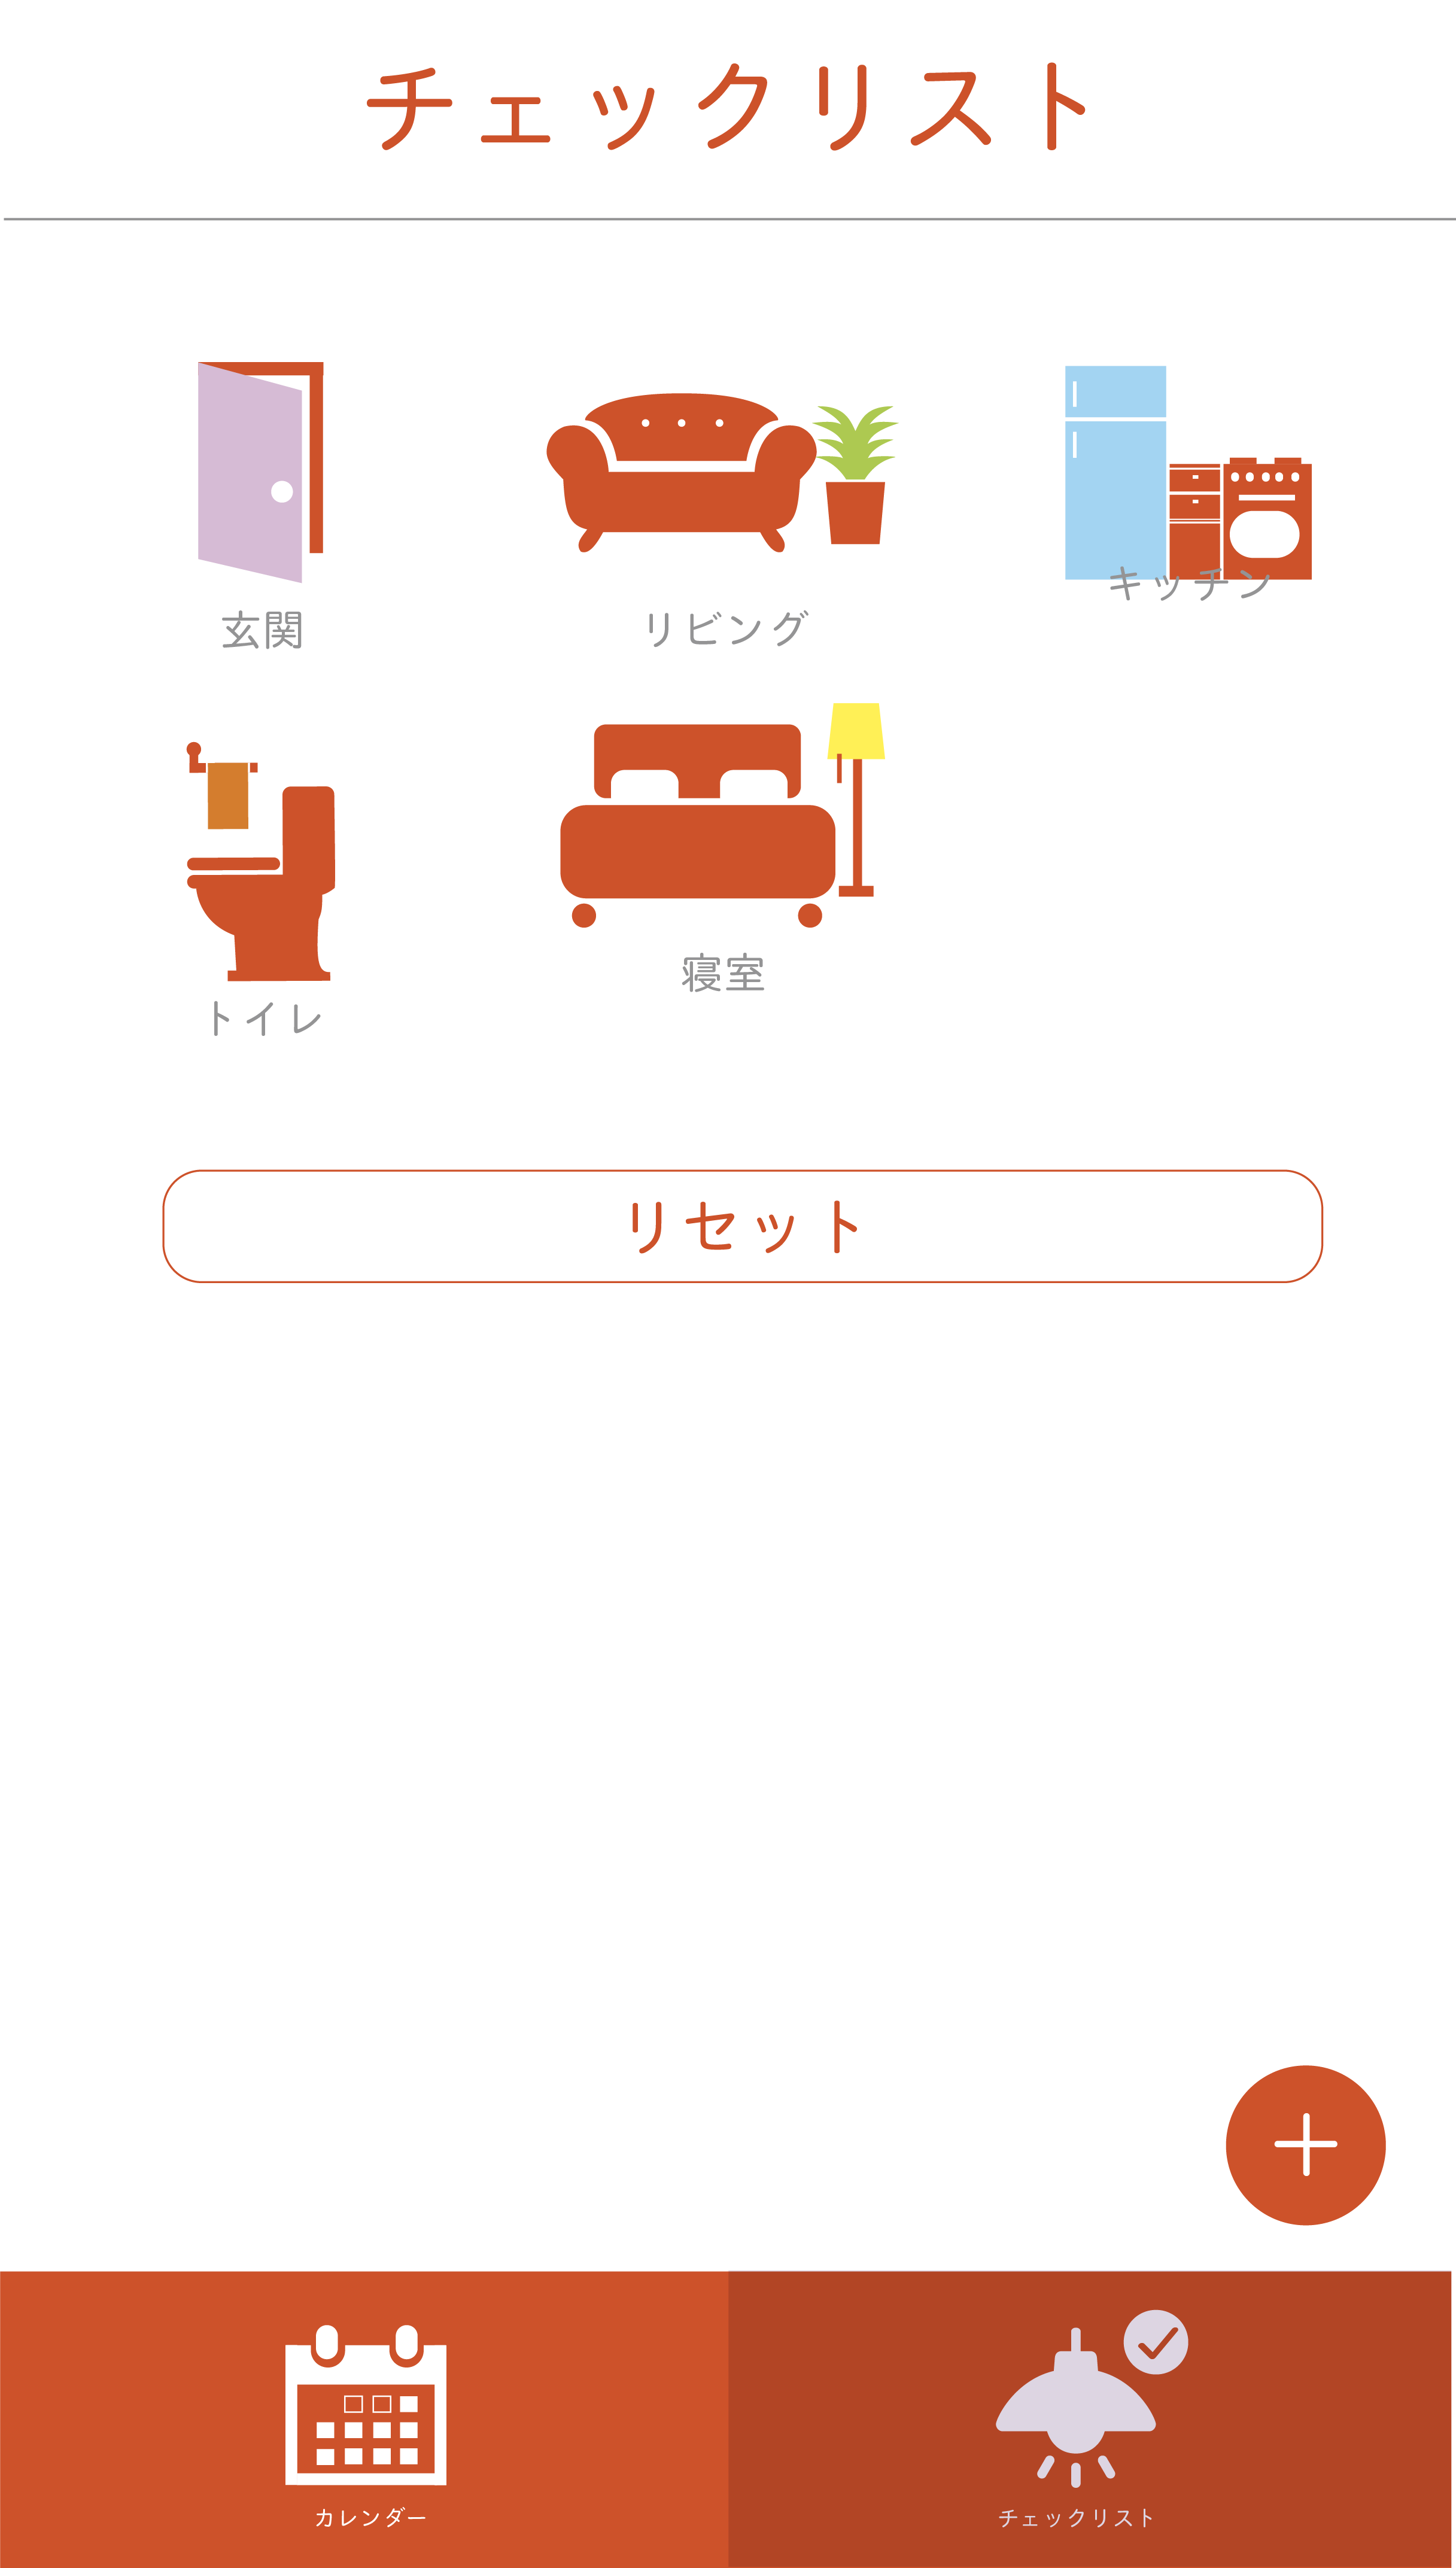 チェックリスト
玄関
リビング
キッチン
トイレ
寝室
リセット
カレンダー
チェックリスト